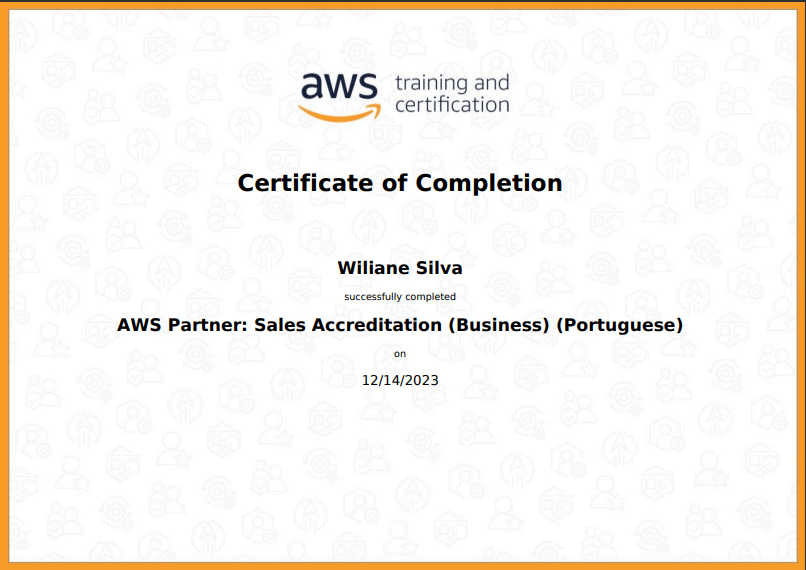 aws training and
certification
Certificate of Completion
Wiliane Silva
successfully completed
AWS Partner: Sales Accreditation (Business) (Portuguese)
on
12/14/2023